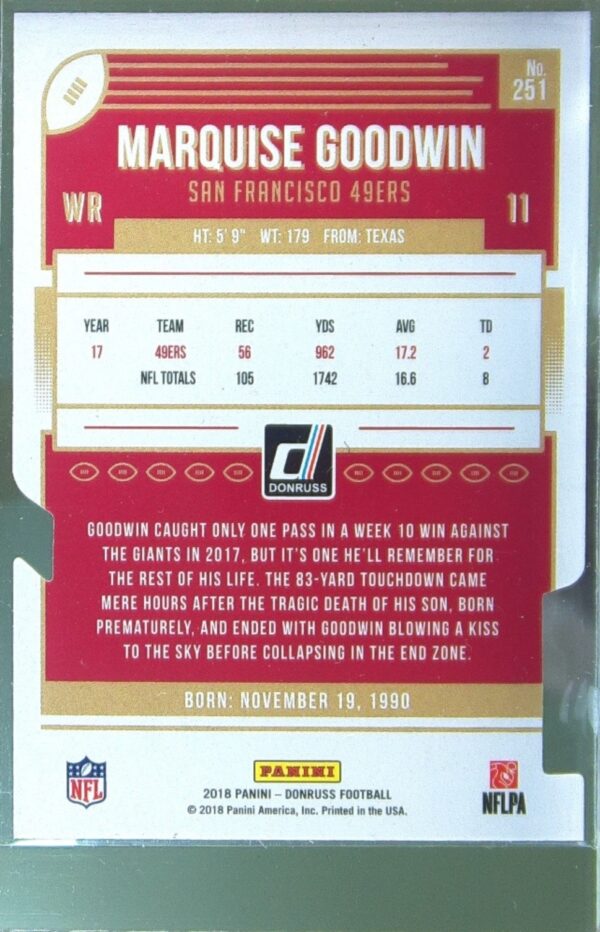 No.
251
MARQUISE GOODWIN
SAN FRANCISCO 49ERS
WR
11
HT: 5' 9" WT: 179 FROM: TEXAS
YEAR TEAM REC YDS AVG TD
17 49ERS 56 962 17.2 2
NFL TOTALS 105 1742 16.6 8
DONRUSS
GOODWIN CAUGHT ONLY ONE PASS IN A WEEK 10 WIN AGAINST
THE GIANTS IN 2017, BUT IT'S ONE HE'LL REMEMBER FOR
THE REST OF HIS LIFE. THE 83-YARD TOUCHDOWN CAME
MERE HOURS AFTER THE TRAGIC DEATH OF HIS SON, BORN
PREMATURELY, AND ENDED WITH GOODWIN BLOWING A KISS
TO THE SKY BEFORE COLLAPSING IN THE END ZONE.
BORN: NOVEMBER 19, 1990
NFL
PANINI
2018 PANINI – DONRUSS FOOTBALL
© 2018 Panini America, Inc. Printed in the USA.
NFLPA